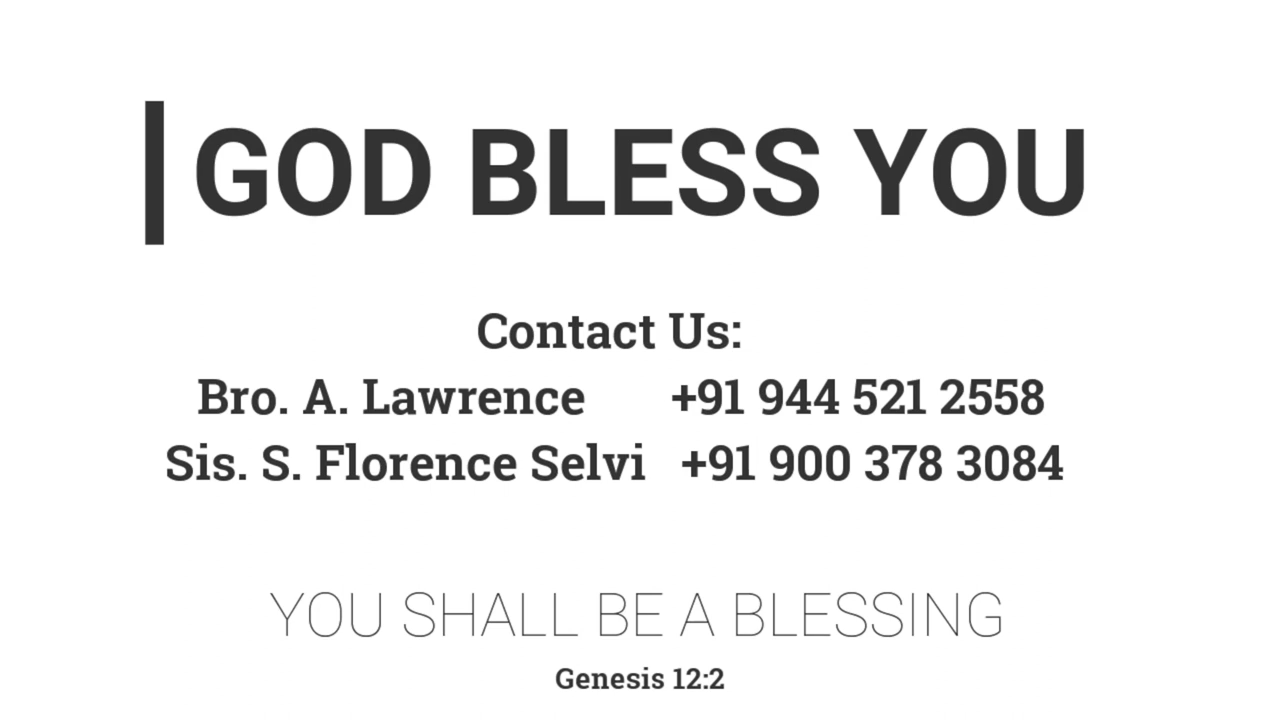 GOD BLESS YOU
Contact Us:
Bro. A. Lawrence +91 944 521 2558
Sis. S. Florence Selvi +91 900 378 3084
YOU SHALL BE A BLESSING
Genesis 12:2